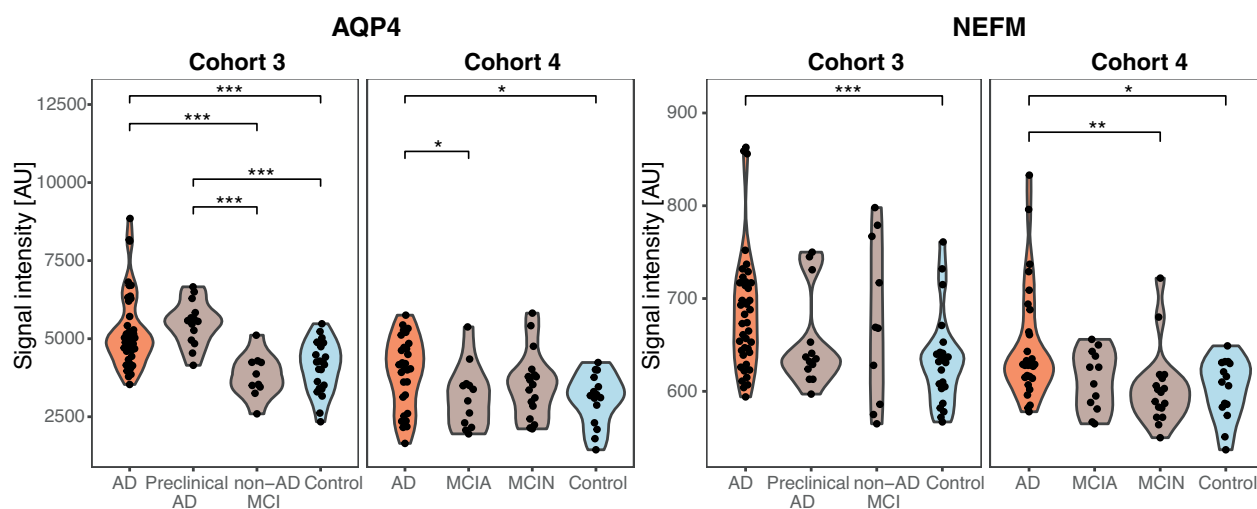 AQP4
NEFM
Cohort 3
Cohort 4
Cohort 3
Cohort 4
Signal intensity [AU]
12500
10000
7500
5000
2500
***
***
***
***
*
*
AD
Preclinical
AD
non−AD
MCI
Control
AD
MCIA
MCIN
Control
Signal intensity [AU]
900
800
700
600
***
*
**
AD
Preclinical
AD
non−AD
MCI
Control
AD
MCIA
MCIN
Control